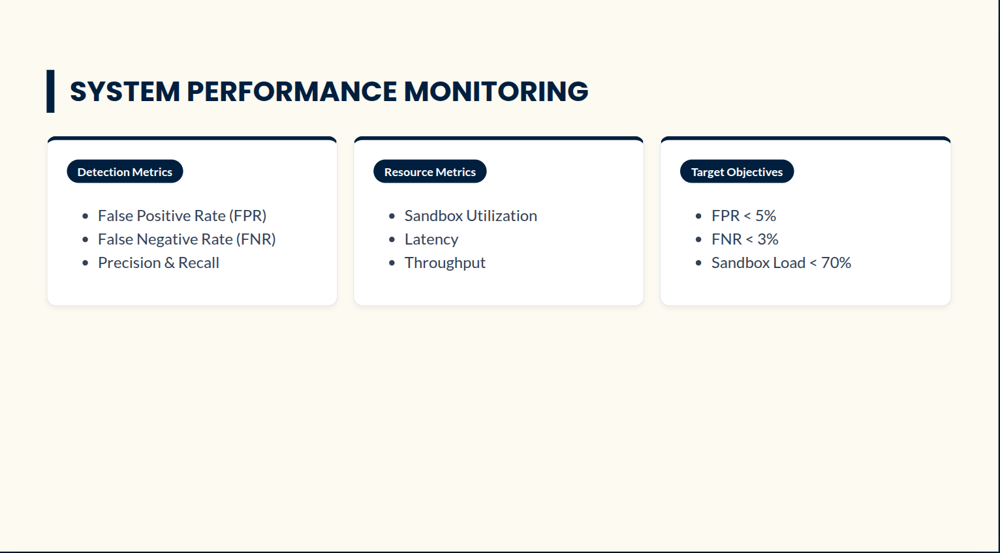 SYSTEM PERFORMANCE MONITORING
Detection Metrics
False Positive Rate (FPR)
False Negative Rate (FNR)
Precision & Recall
Resource Metrics
Sandbox Utilization
Latency
Throughput
Target Objectives
FPR < 5%
FNR < 3%
Sandbox Load < 70%